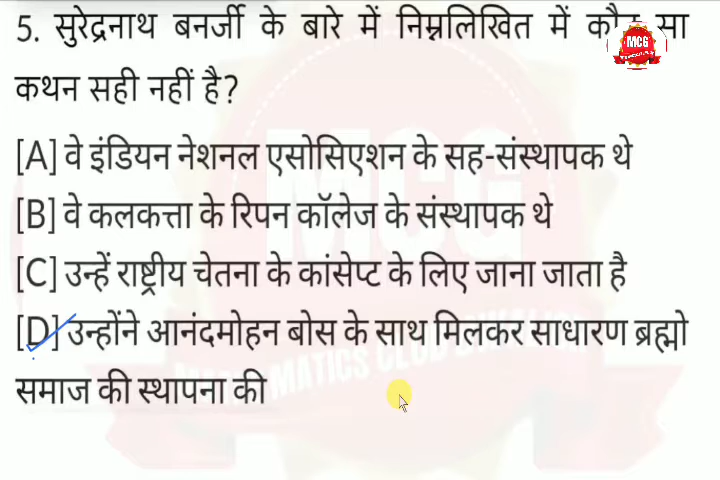 5. सुरेद्रनाथ बनर्जी के बारे में निम्नलिखित में कौन सा
MCG
कथन सही नहीं है?
[A] वे इंडियन नेशनल एसोसिएशन के सह-संस्थापक थे
[B] वे कलकत्ता के रिपन कॉलेज के संस्थापक थे
[C] उन्हें राष्ट्रीय चेतना के कांसेप्ट के लिए जाना जाता है
[D] उन्होंने आनंदमोहन बोस के साथ मिलकर साधारण ब्रह्मो
समाज की स्थापना की